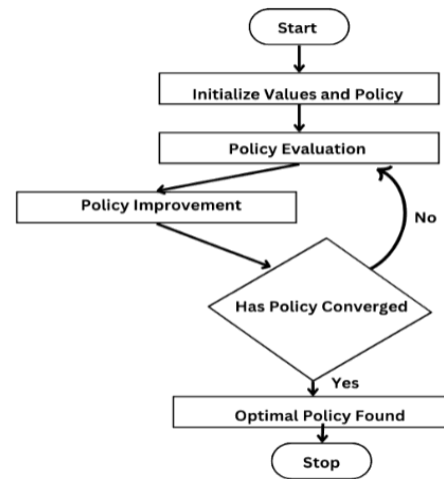 Start
Initialize Values and Policy
Policy Evaluation
Policy Improvement
No
Has Policy Converged
Yes
Optimal Policy Found
Stop